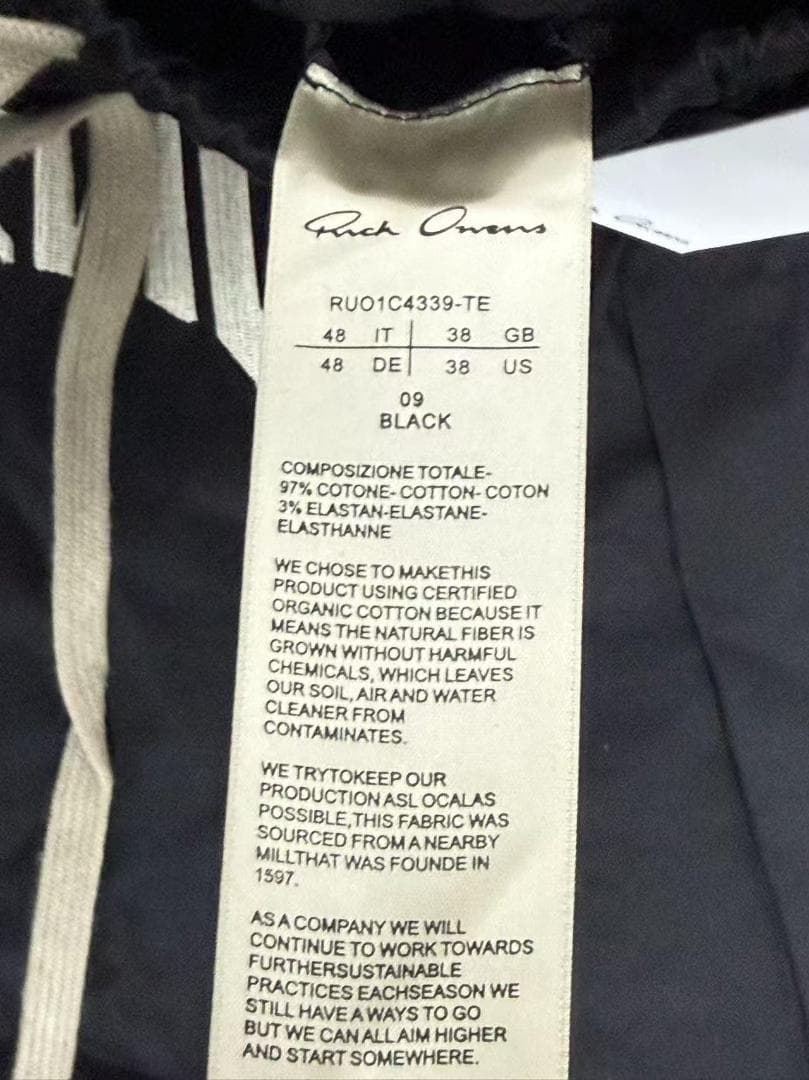 Rick Owens
RUO1C4339-TE
48 IT 38 GB
48 DE 38 US
09
BLACK
COMPOSIZIONE TOTALE-
97% COTONE- COTTON- COTON
3% ELASTAN-ELASTANE-
ELASTHANNE
WE CHOSE TO MAKETHIS
PRODUCT USING CERTIFIED
ORGANIC COTTON BECAUSE IT
MEANS THE NATURAL FIBER IS
GROWN WITHOUT HARMFUL
CHEMICALS, WHICH LEAVES
OUR SOIL, AIR AND WATER
CLEANER FROM
CONTAMINATES.
WE TRYTOKEEP OUR
PRODUCTION ASL OCALAS
POSSIBLE, THIS FABRIC WAS
SOURCED FROM A NEARBY
MILLTHAT WAS FOUNDE IN
1597.
AS A COMPANY WE WILL
CONTINUE TO WORK TOWARDS
FURTHERSUSTAINABLE
PRACTICES EACHSEASON WE
STILL HAVE A WAYS TO GO
BUT WE CAN ALL AIM HIGHER
AND START SOMEWHERE.